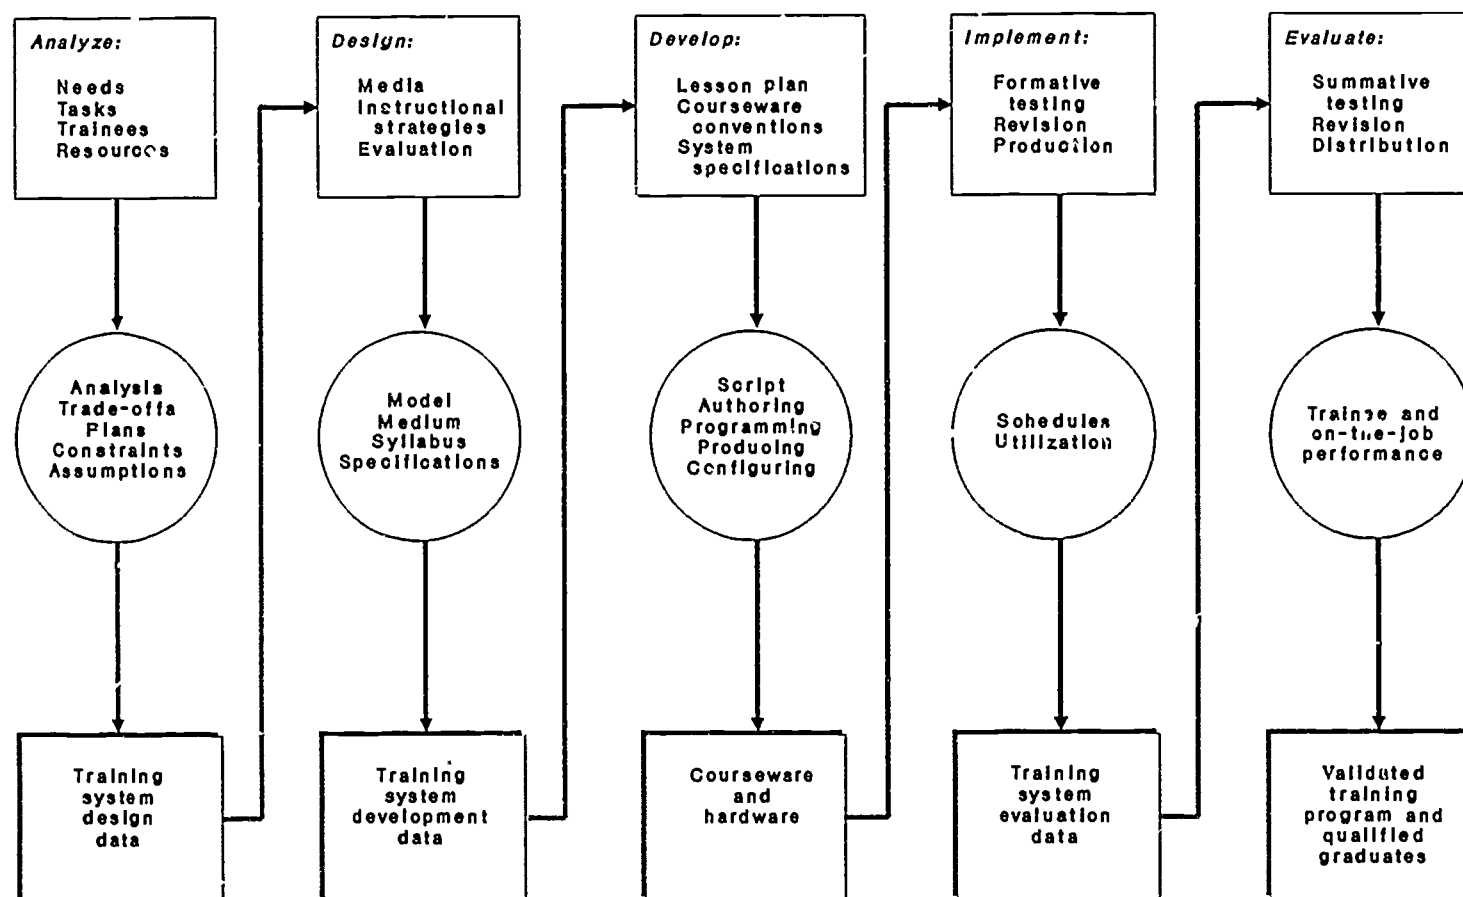 Analyze:
Needs
Tasks
Trainees
Resources
Design:
Media
Instructional
strategies
Evaluation
Develop:
Lesson plan
Courseware
conventions
System
specifications
Implement:
Formative
testing
Revision
Production
Evaluate:
Summative
testing
Revision
Distribution
Analysis
Trade-offs
Plans
Constraints
Assumptions
Model
Medium
Syllabus
Specifications
Script
Authoring
Programming
Producing
Configuring
Schedules
Utilization
Trainee and
on-the-job
performance
Training
system
design
data
Training
system
development
data
Courseware
and
hardware
Training
system
evaluation
data
Validated
training
program and
qualified
graduates